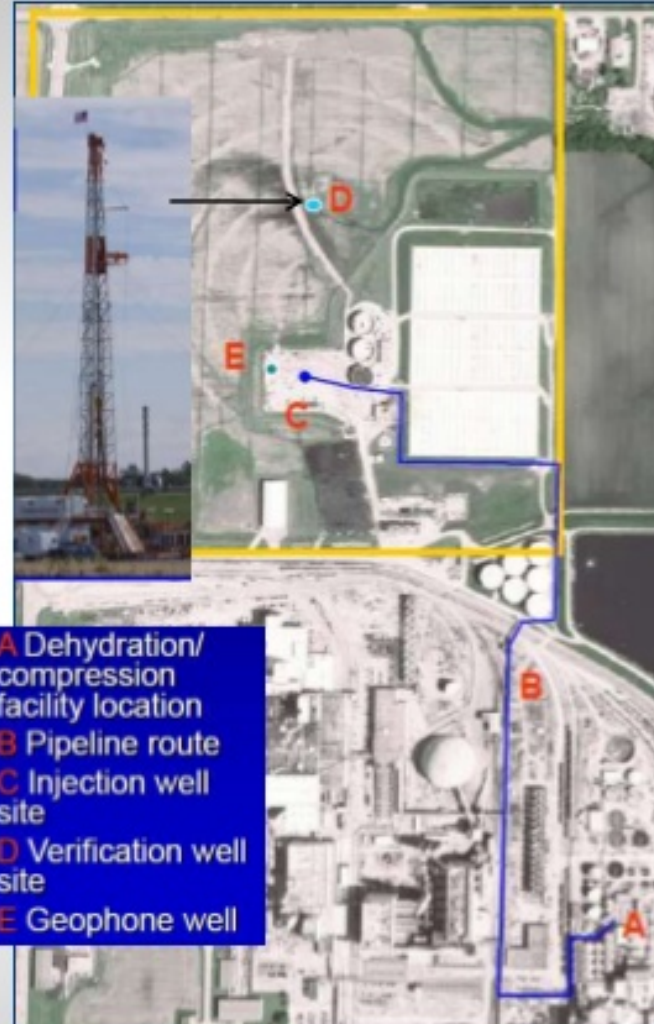 D
E
C
B
A
A Dehydration/
compression
facility location
B Pipeline route
C Injection well
site
D Verification well
site
E Geophone well